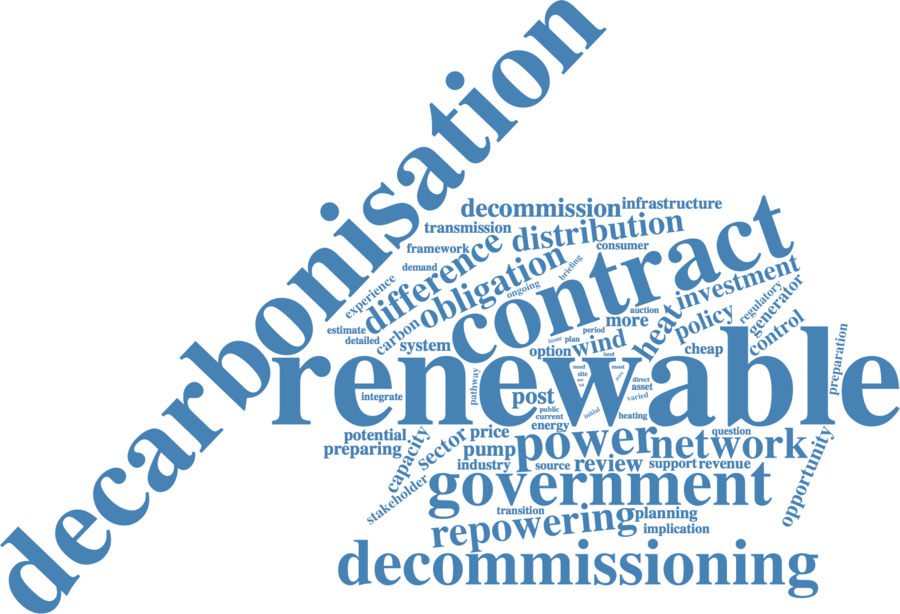 decarbonisation
decommission
infrastructure
transmission
difference
distribution
contract
framework
consumer
demand
obligation
briefing
experience
ongoing
investment
regulatory
generator
estimate
carbon
detailed
system
auction
more
period
heat
policy
control
issue
plan
option
wind
land
cheap
renewable
preparation
pathway
need
site
most
zero
direct
asset
varied
integrate
post
public
current
initial
heating
energy
potential
preparing
capacity
sector
price
pump
power
network
question
opportunity
industry
source
review
support
revenue
stakeholder
government
transition
repowering
planning
implication
decommissioning